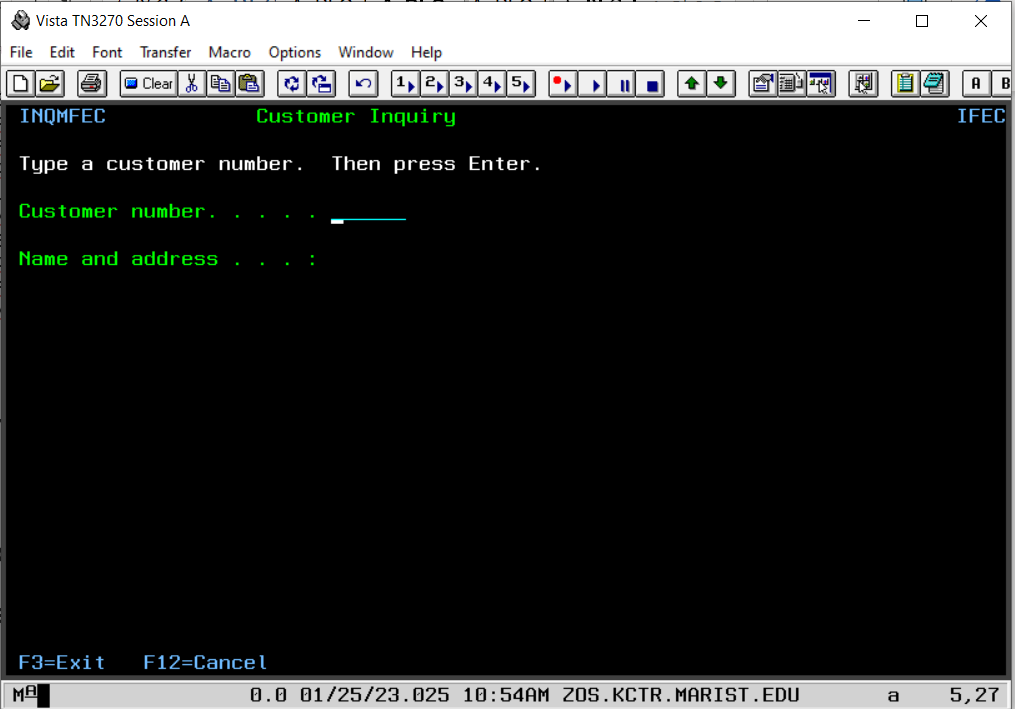 Vista TN3270 Session A
File Edit Font Transfer Macro Options Window Help
Clear 1 2 3 4 5 A B
INQMFEC Customer Inquiry IFEC
Type a customer number.  Then press Enter.
Customer number. . . . . _______
Name and address . . . :
F3=Exit   F12=Cancel
MA 0.0 01/25/23.025 10:54AM ZOS.KCTR.MARIST.EDU a 5,27